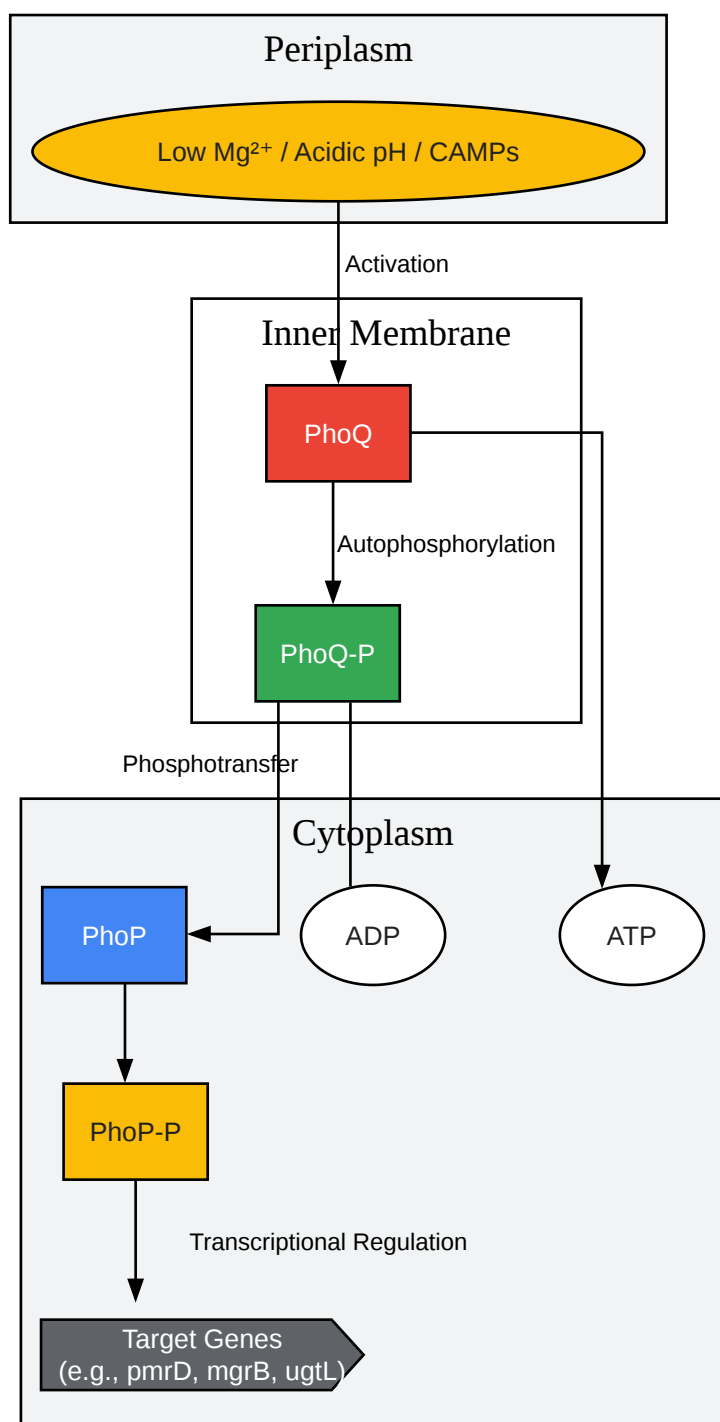 Periplasm
Low Mg²⁺ / Acidic pH / CAMPs
Activation
Inner Membrane
PhoQ
Autophosphorylation
PhoQ-P
Phosphotransfer
Cytoplasm
PhoP
ADP
ATP
PhoP-P
Transcriptional Regulation
Target Genes
(e.g., pmrD, mgrB, ugtL)